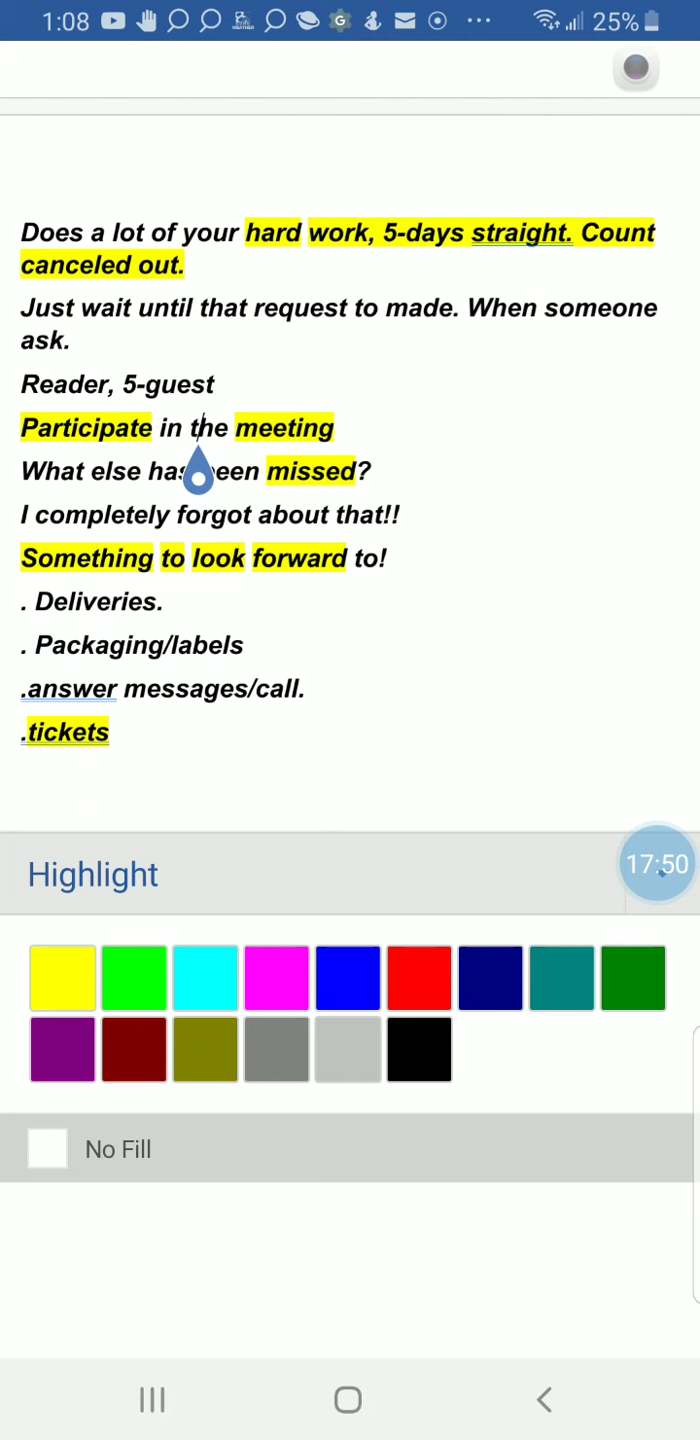 1:08
25%
Does a lot of your hard work, 5-days straight. Count
canceled out.
Just wait until that request to made. When someone
ask.
Reader, 5-guest
Participate in the meeting
What else has een missed?
I completely forgot about that!!
Something to look forward to!
. Deliveries.
. Packaging/labels
.answer messages/call.
.tickets
Highlight
17:50
No Fill